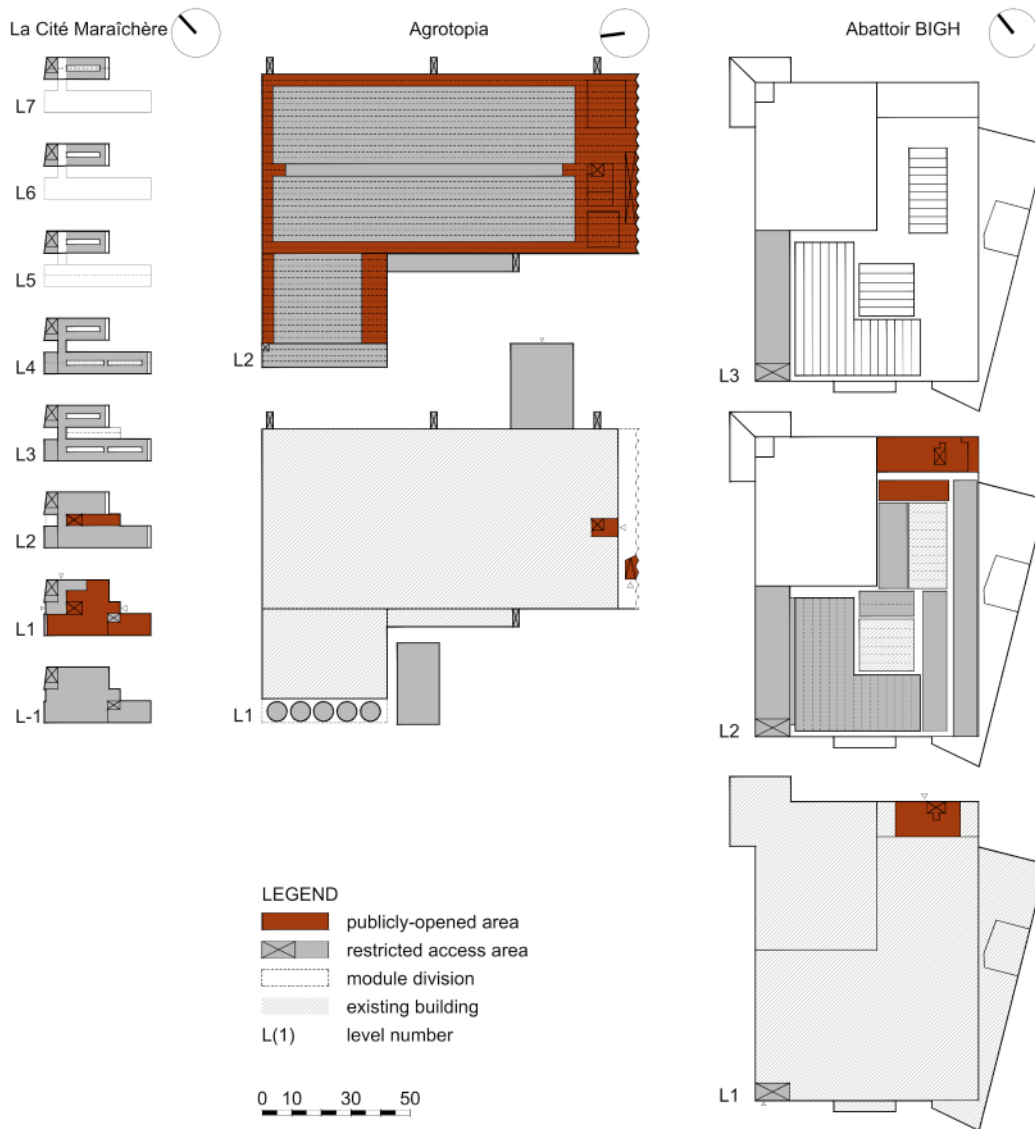 La Cité Maraîchère
L7
L6
L5
L4
L3
L2
L1
L-1
Agrotopia
L2
L1
Abattoir BIGH
L3
L2
L1
LEGEND
publicly-opened area
restricted access area
module division
existing building
L(1) level number
0 10 30 50